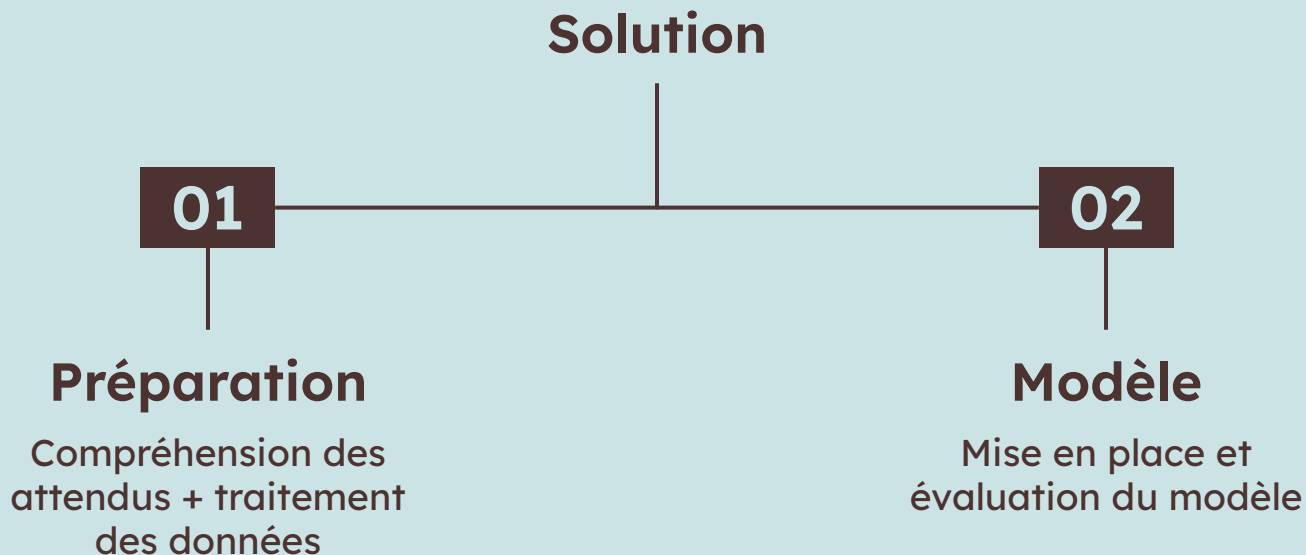 Solution
01
02
Préparation
Compréhension des
attendus + traitement
des données
Modèle
Mise en place et
évaluation du modèle